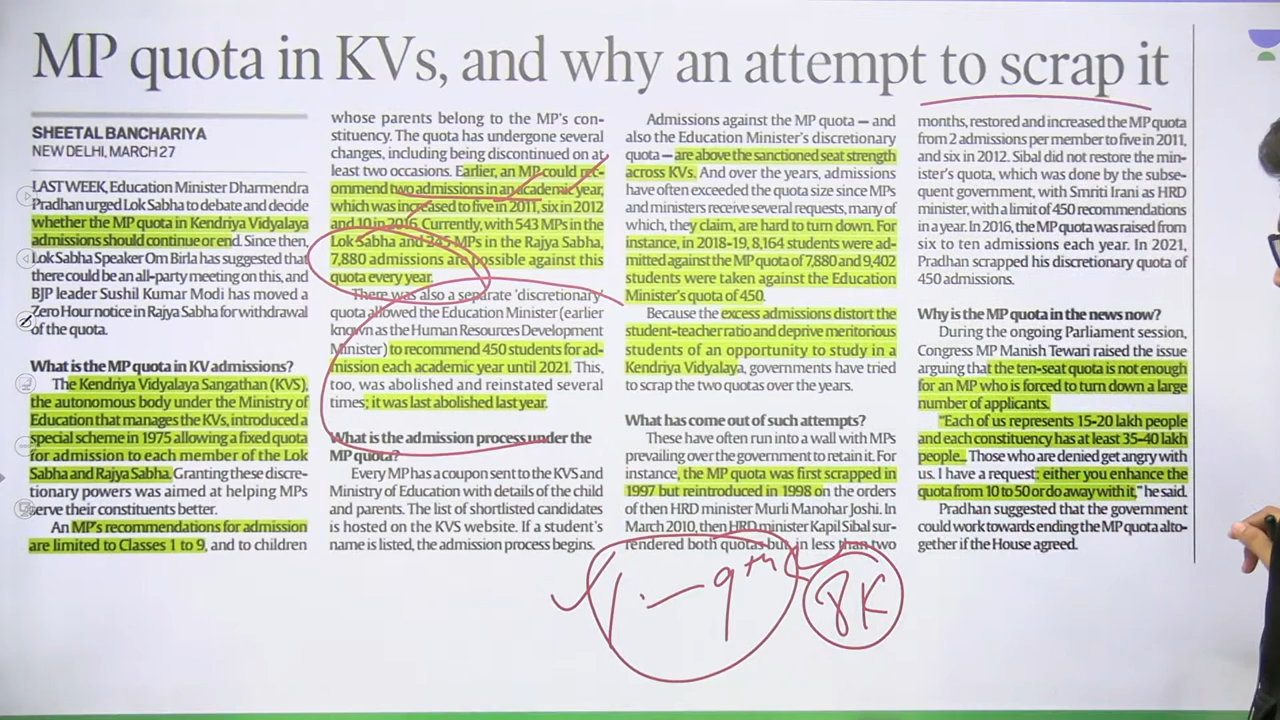 MP quota in KVs, and why an attempt to scrap it
SHEETAL BANCHARIYA
NEW DELHI, MARCH 27
LAST WEEK, Education Minister Dharmendra
Pradhan urged Lok Sabha to debate and decide
whether the MP quota in Kendriya Vidyalaya
admissions should continue or end. Since then,
Lok Sabha Speaker Om Birla has suggested that
there could be an all-party meeting on this, and
BJP leader Sushil Kumar Modi has moved a
Zero Hour notice in Rajya Sabha for withdrawal
of the quota.
What is the MP quota in KV admissions?
The Kendriya Vidyalaya Sangathan (KVS),
the autonomous body under the Ministry of
Education that manages the KVs, introduced a
special scheme in 1975 allowing a fixed quota
for admission to each member of the Lok
Sabha and Rajya Sabha. Granting these discre-
tionary powers was aimed at helping MPs
serve their constituents better.
An MP's recommendations for admission
are limited to Classes 1 to 9, and to children
whose parents belong to the MP's con-
stituency. The quota has undergone several
changes, including being discontinued on at
least two occasions. Earlier, an MP could rec-
ommend two admissions in an academic year,
which was increased to five in 2011, six in 2012
and 10 in 2016. Currently, with 543 MPs in the
Lok Sabha and 245 MPs in the Rajya Sabha,
7,880 admissions are possible against this
quota every year.
There was also a separate 'discretionary'
quota allowed the Education Minister (earlier
known as the Human Resources Development
Minister) to recommend 450 students for ad-
mission each academic year until 2021. This,
too, was abolished and reinstated several
times; it was last abolished last year.
What is the admission process under the
MP quota?
Every MP has a coupon sent to the KVS and
Ministry of Education with details of the child
and parents. The list of shortlisted candidates
is hosted on the KVS website. If a student's
name is listed, the admission process begins.
Admissions against the MP quota — and
also the Education Minister's discretionary
quota — are above the sanctioned seat strength
across KVs. And over the years, admissions
have often exceeded the quota size since MPs
and ministers receive several requests, many of
which, they claim, are hard to turn down. For
instance, in 2018-19, 8,164 students were ad-
mitted against the MP quota of 7,880 and 9,402
students were taken against the Education
Minister's quota of 450.
Because the excess admissions distort the
student-teacher ratio and deprive meritorious
students of an opportunity to study in a
Kendriya Vidyalaya, governments have tried
to scrap the two quotas over the years.
What has come out of such attempts?
These have often run into a wall with MPs
prevailing over the government to retain it. For
instance, the MP quota was first scrapped in
1997 but reintroduced in 1998 on the orders
of then HRD minister Murli Manohar Joshi. In
March 2010, then HRD minister Kapil Sibal sur-
rendered both quotas but, in less than two
months, restored and increased the MP quota
from 2 admissions per member to five in 2011,
and six in 2012. Sibal did not restore the min-
ister's quota, which was done by the subse-
quent government, with Smriti Irani as HRD
minister, with a limit of 450 recommendations
in a year. In 2016, the MP quota was raised from
six to ten admissions each year. In 2021,
Pradhan scrapped his discretionary quota of
450 admissions.
Why is the MP quota in the news now?
During the ongoing Parliament session,
Congress MP Manish Tewari raised the issue
arguing that the ten-seat quota is not enough
for an MP who is forced to turn down a large
number of applicants.
"Each of us represents 15-20 lakh people
and each constituency has at least 35-40 lakh
people... Those who are denied get angry with
us. I have a request: either you enhance the
quota from 10 to 50 or do away with it," he said.
Pradhan suggested that the government
could work towards ending the MP quota alto-
gether if the House agreed.
1 - 9th
8K